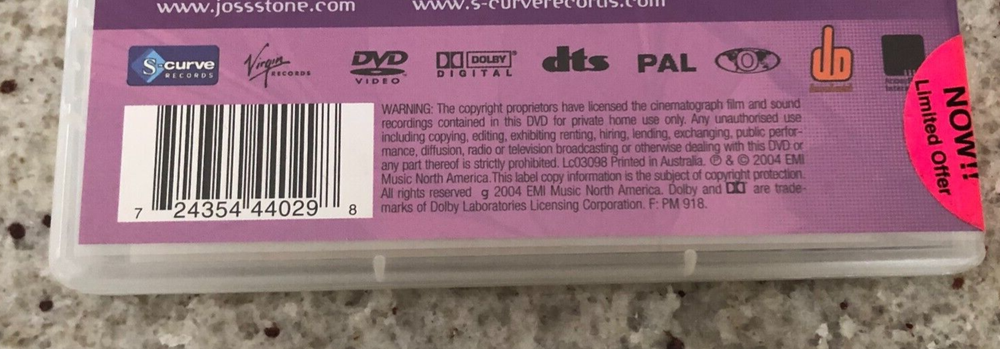 www.jossstone.com
www.s-curverecords.com
S-curve
RECORDS
Virgin
RECORDS
DVD
VIDEO
DOLBY
DIGITAL
dts
PAL
0
db
NOW!!
Limited Offer
WARNING: The copyright proprietors have licensed the cinematograph film and sound
recordings contained in this DVD for private home use only. Any unauthorised use
including copying, editing, exhibiting renting, hiring, lending, exchanging, public perfor-
mance, diffusion, radio or television broadcasting or otherwise dealing with this DVD or
any part thereof is strictly prohibited. Lc03098 Printed in Australia. ℗ & © 2004 EMI
Music North America.This label copy information is the subject of copyright protection.
All rights reserved g 2004 EMI Music North America. Dolby and are trade-
marks of Dolby Laboratories Licensing Corporation. F: PM 918.
7 24354 44029 8